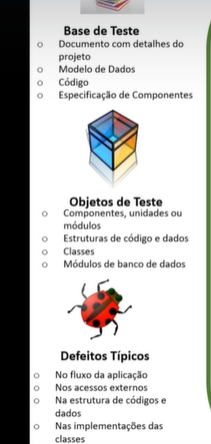 Base de Teste
o Documento com detalhes do
projeto
o Modelo de Dados
o Código
o Especificação de Componentes
Objetos de Teste
o Componentes, unidades ou
módulos
o Estruturas de código e dados
o Classes
o Módulos de banco de dados
Defeitos Típicos
o No fluxo da aplicação
o Nos acessos externos
o Na estrutura de códigos e
dados
o Nas implementações das
classes